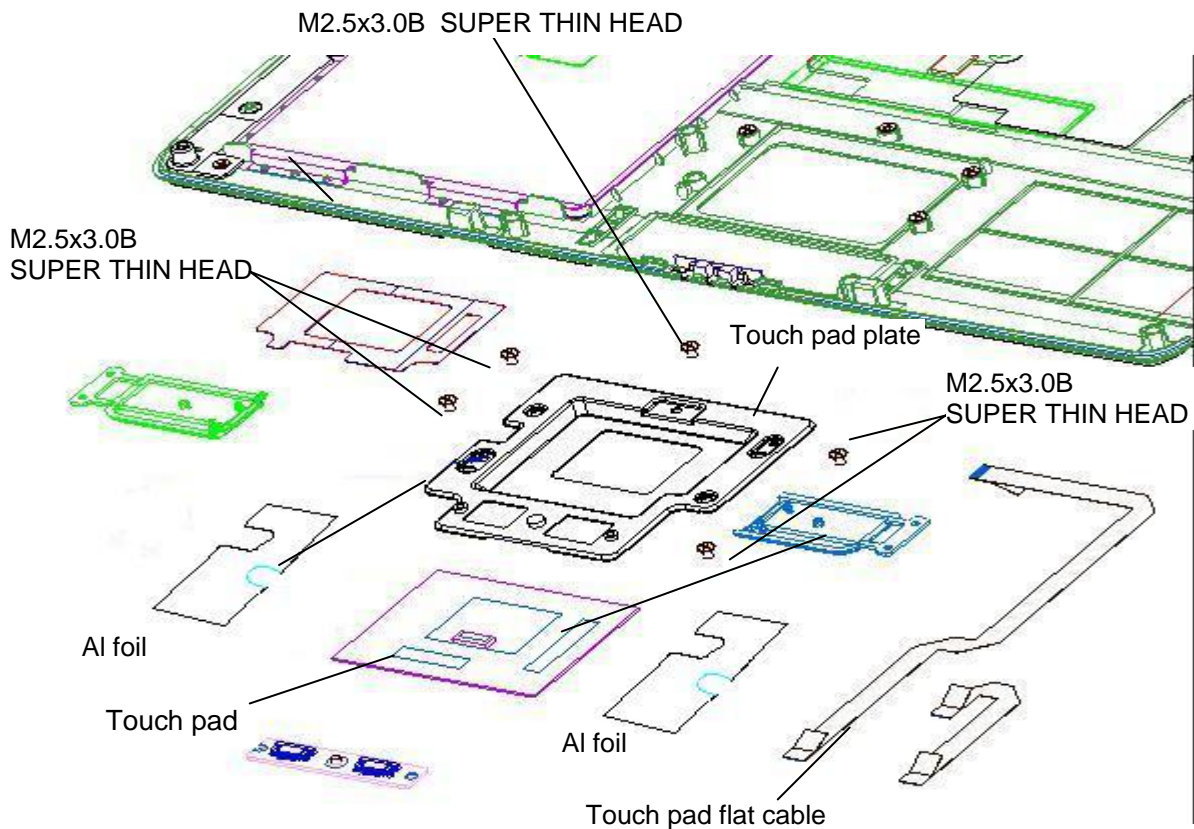 M2.5x3.0B  SUPER THIN HEAD
M2.5x3.0B
SUPER THIN HEAD
Touch pad plate
M2.5x3.0B
SUPER THIN HEAD
Al foil
Touch pad
Al foil
Touch pad flat cable